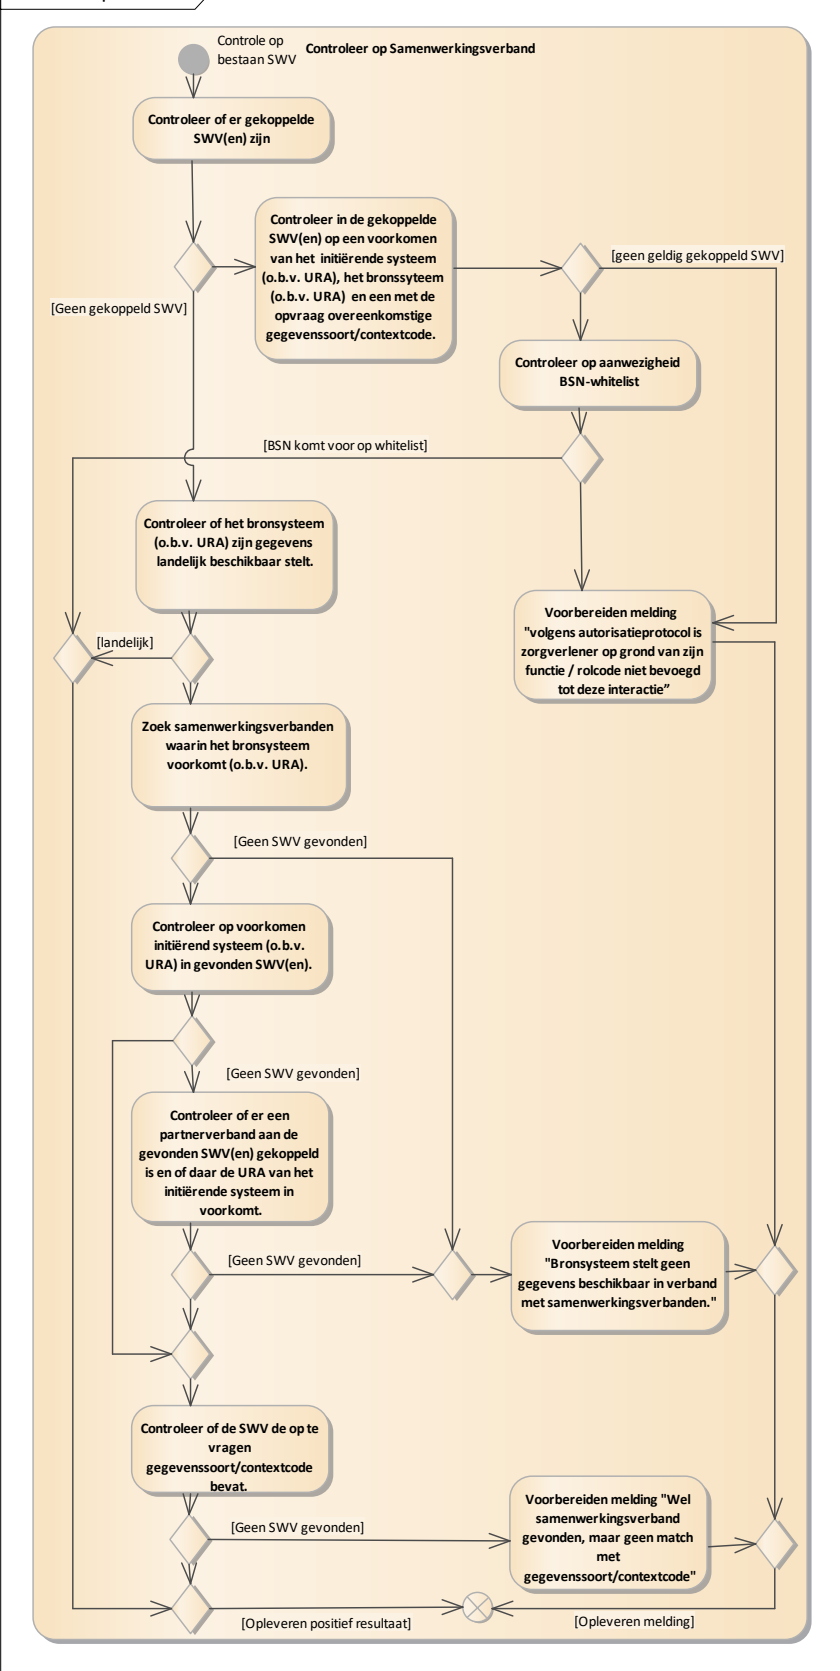 Controle op
bestaan SWV
Controleer op Samenwerkingsverband
Controleer of er gekoppelde
SWV(en) zijn
Controleer in de gekoppelde
SWV(en) op een voorkomen
van het initiërende systeem
(o.b.v. URA), het bronssyteem
(o.b.v. URA) en een met de
opvraag overeenkomstige
gegevenssoort/contextcode.
[geen geldig gekoppeld SWV]
[Geen gekoppeld SWV]
Controleer op aanwezigheid
BSN-whitelist
[BSN komt voor op whitelist]
Controleer of het bronsysteem
(o.b.v. URA) zijn gegevens
landelijk beschikbaar stelt.
Voorbereiden melding
"volgens autorisatieprotocol is
zorgverlener op grond van zijn
functie / rolcode niet bevoegd
tot deze interactie”
[landelijk]
Zoek samenwerkingsverbanden
waarin het bronsysteem
voorkomt (o.b.v. URA).
[Geen SWV gevonden]
Controleer op voorkomen
initiërend systeem (o.b.v.
URA) in gevonden SWV(en).
[Geen SWV gevonden]
Controleer of er een
partnerverband aan de
gevonden SWV(en) gekoppeld
is en of daar de URA van het
initiërende systeem in
voorkomt.
[Geen SWV gevonden]
Voorbereiden melding
"Bronsysteem stelt geen
gegevens beschikbaar in verband
met samenwerkingsverbanden."
Controleer of de SWV de op te
vragen
gegevenssoort/contextcode
bevat.
[Geen SWV gevonden]
Voorbereiden melding "Wel
samenwerkingsverband
gevonden, maar geen match
met
gegevenssoort/contextcode"
[Opleveren positief resultaat]
[Opleveren melding]